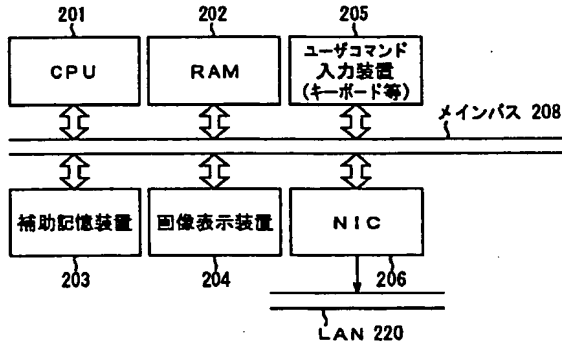 201
202
205
CPU
RAM
ユーザコマンド
入力装置
(キーボード等)
メインバス 208
補助記憶装置
画像表示装置
NIC
203
204
206
LAN 220